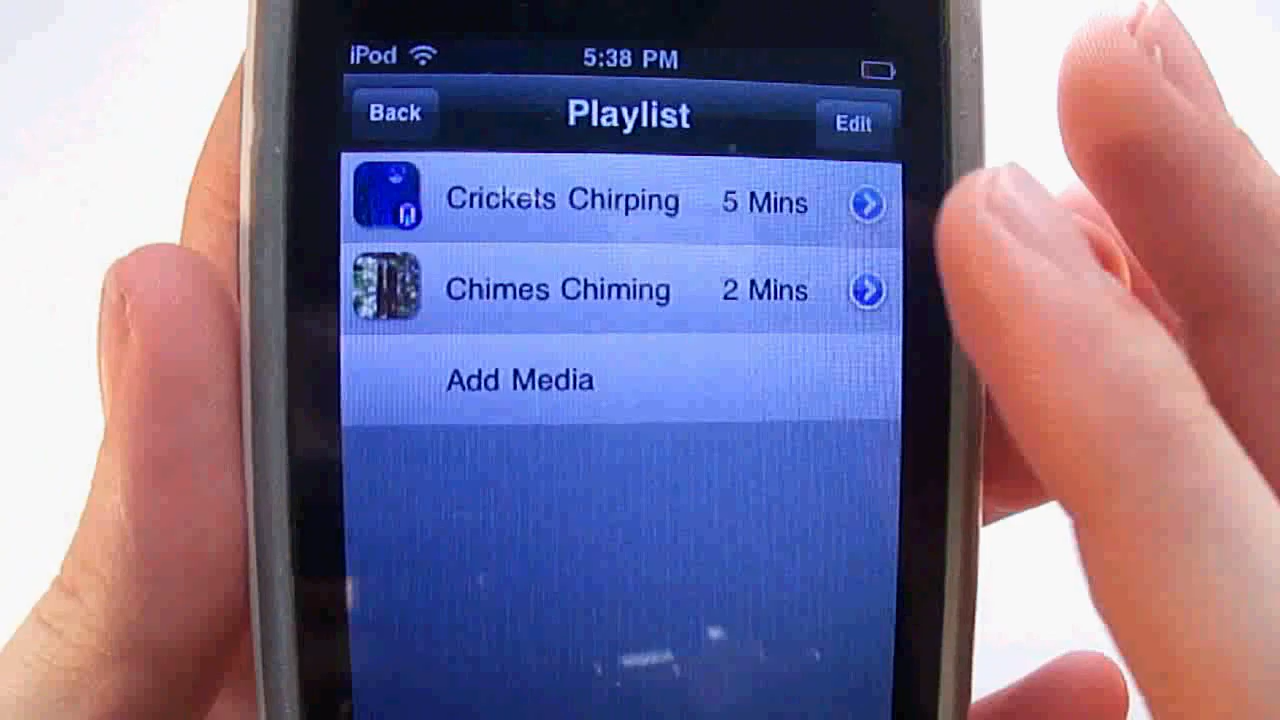 iPod 5:38 PM
Back Playlist Edit
Crickets Chirping 5 Mins
Chimes Chiming 2 Mins
Add Media